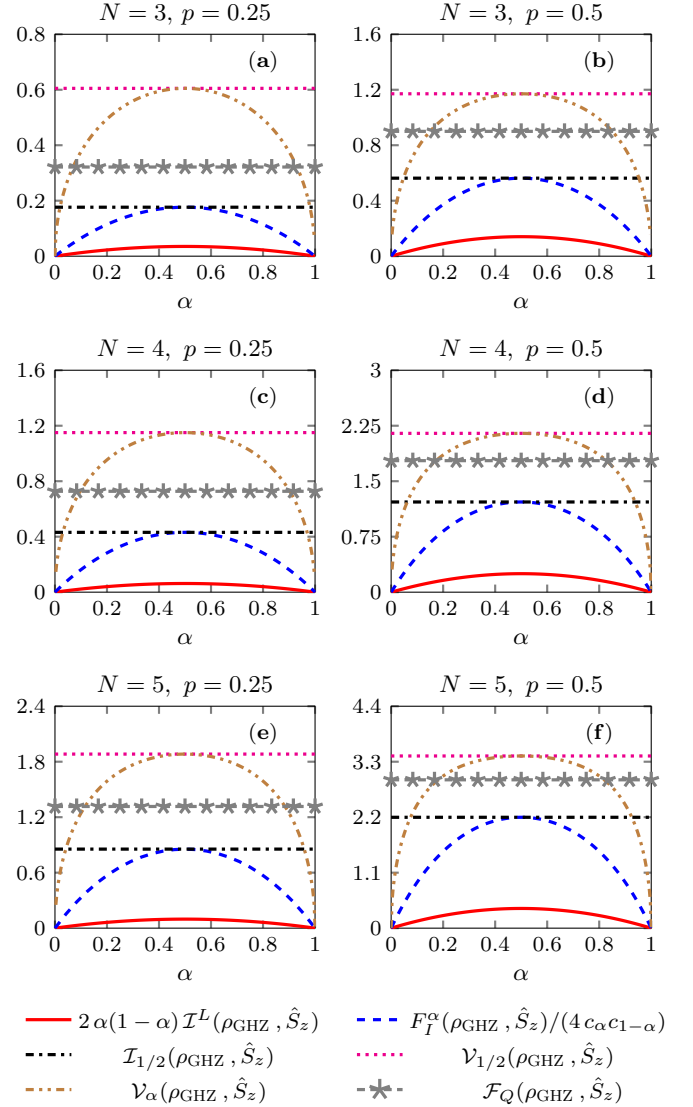 N = 3, p = 0.25
N = 3, p = 0.5
(a)
0.8
0.6
0.4
0.2
0
0 0.2 0.4 0.6 0.8 1
α
(b)
1.6
1.2
0.8
0.4
0
0 0.2 0.4 0.6 0.8 1
α
N = 4, p = 0.25
N = 4, p = 0.5
(c)
1.6
1.2
0.8
0.4
0
0 0.2 0.4 0.6 0.8 1
α
(d)
3
2.25
1.5
0.75
0
0 0.2 0.4 0.6 0.8 1
α
N = 5, p = 0.25
N = 5, p = 0.5
(e)
2.4
1.8
1.2
0.6
0
0 0.2 0.4 0.6 0.8 1
α
(f)
4.4
3.3
2.2
1.1
0
0 0.2 0.4 0.6 0.8 1
α
2 α(1 − α) 𝓘^L(ρ_GHZ , Ŝ_z)
F_I^α(ρ_GHZ , Ŝ_z)/(4 c_α c_{1−α})
𝓘_{1/2}(ρ_GHZ , Ŝ_z)
𝓥_{1/2}(ρ_GHZ , Ŝ_z)
𝓥_α(ρ_GHZ , Ŝ_z)
𝓕_Q(ρ_GHZ , Ŝ_z)